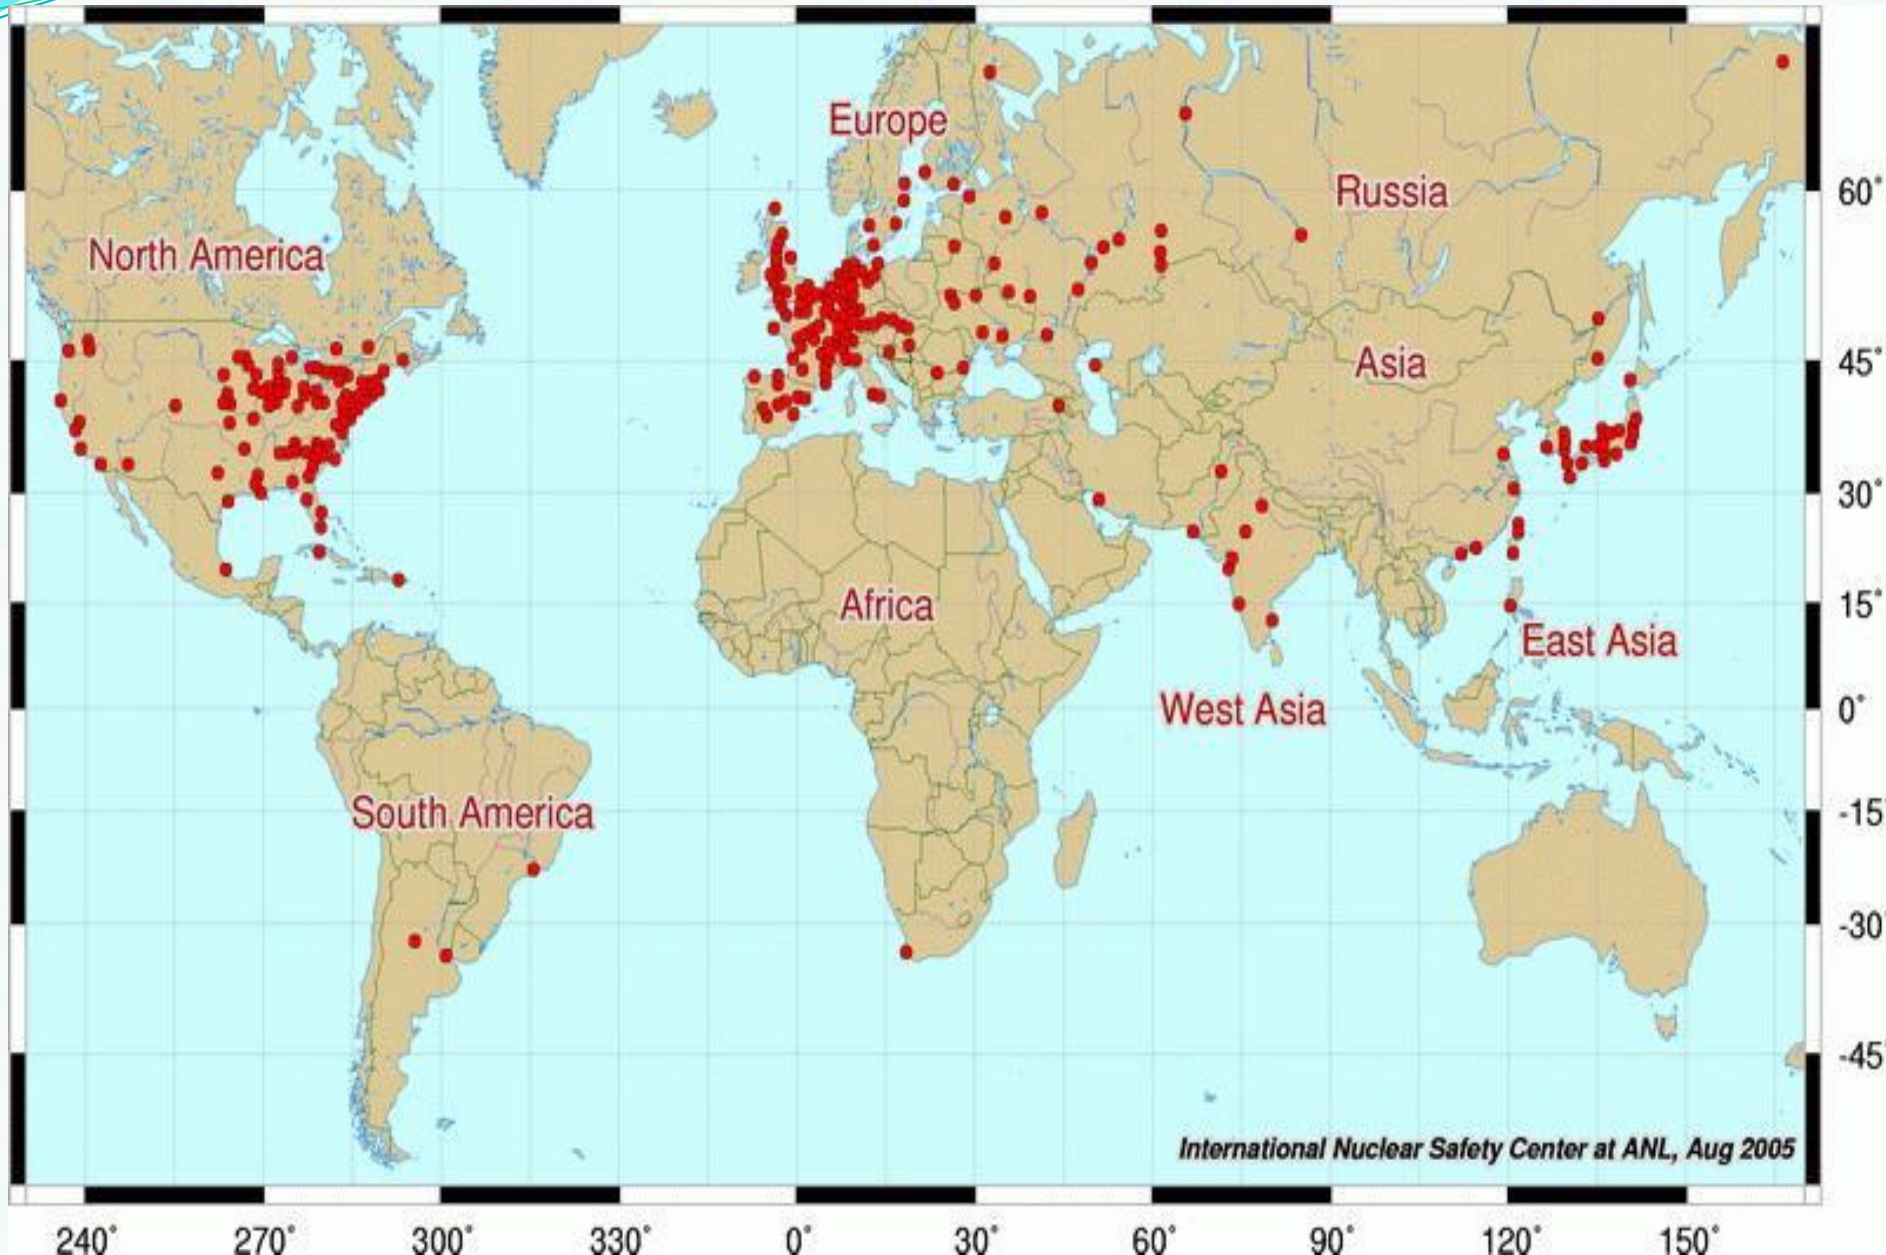 Europe
60°
Russia
North America
45°
Asia
30°
15°
Africa
East Asia
0°
West Asia
-15°
South America
-30°
-45°
International Nuclear Safety Center at ANL, Aug 2005
240° 270° 300° 330° 0° 30° 60° 90° 120° 150°